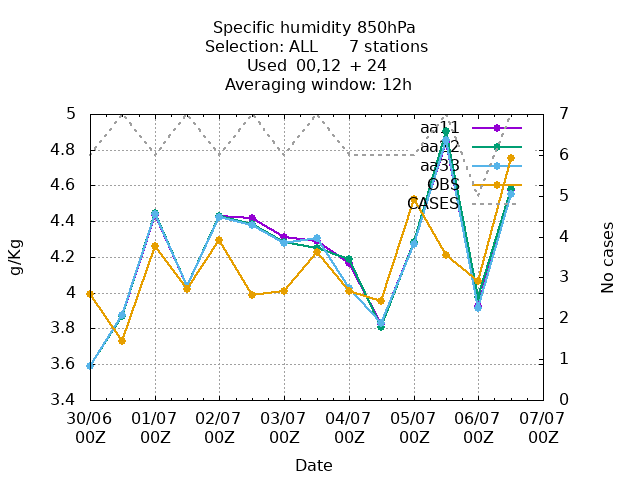 Specific humidity 850hPa
Selection: ALL 7 stations
Used 00,12 + 24
Averaging window: 12h
5 7
aa11
aa22
4.8
aa33
6
4.6
OBS
CASES
5
4.4
4
4.2
g/Kg
No cases
3
4
2
3.8
3.6 1
3.4 0
30/06 01/07 02/07 03/07 04/07 05/07 06/07 07/07
00Z 00Z 00Z 00Z 00Z 00Z 00Z 00Z
Date